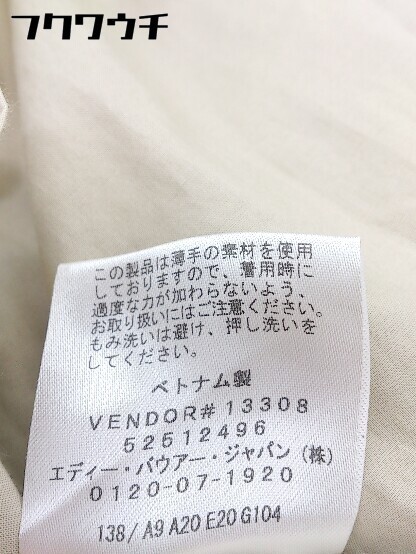 フクワウチ
この製品は薄手の素材を使用
しておりますので、着用時に
過度な力が加わらないよう、
お取り扱いにはご注意ください。
もみ洗いは避け、押し洗いを
してください。
ベトナム製
VENDOR# 13308
52512496
エディー・バウアー・ジャパン(株)
0120-07-1920
138 / A9 A20 E20 G104